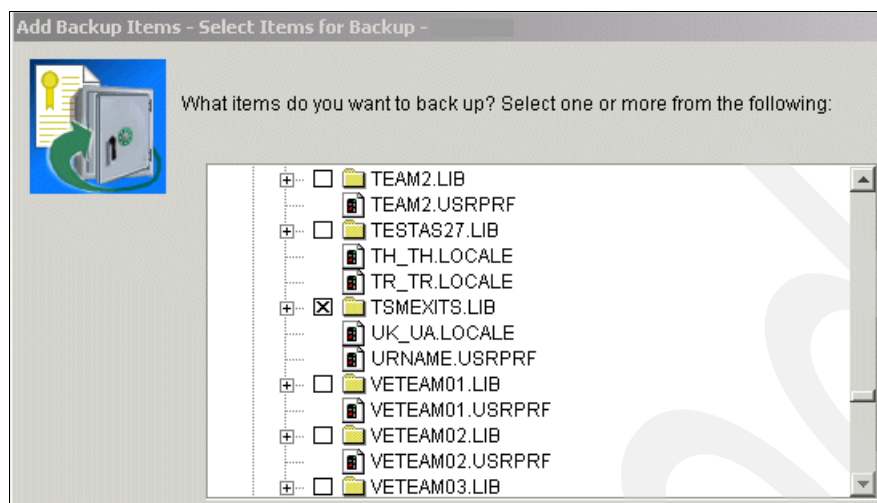 Add Backup Items - Select Items for Backup -
What items do you want to back up? Select one or more from the following:
TEAM2.LIB
TEAM2.USRPRF
TESTAS27.LIB
TH_TH.LOCALE
TR_TR.LOCALE
TSMEXITS.LIB
UK_UA.LOCALE
URNAME.USRPRF
VETEAM01.LIB
VETEAM01.USRPRF
VETEAM02.LIB
VETEAM02.USRPRF
VETEAM03.LIB